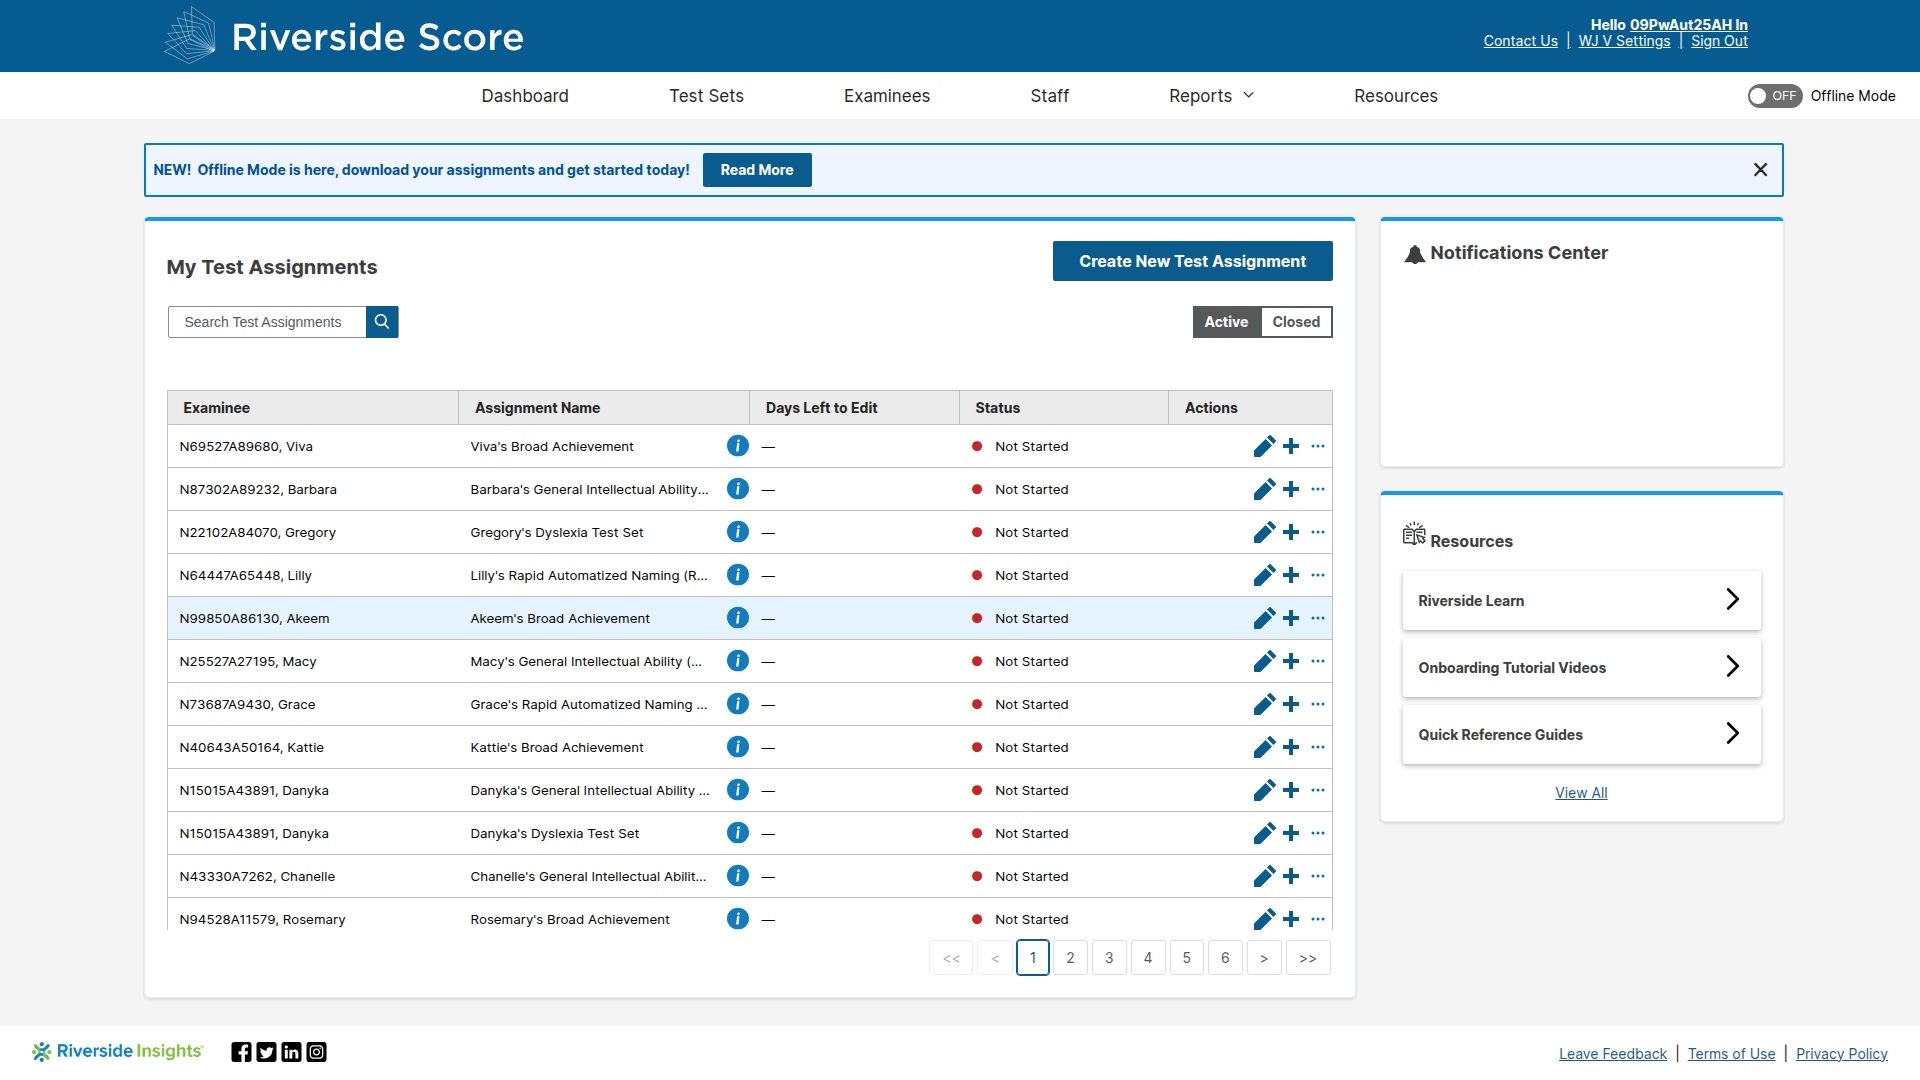 Riverside Score
Hello 09PwAut25AH In
Contact Us | WJ V Settings | Sign Out
Dashboard Test Sets Examinees Staff Reports Resources OFF Offline Mode
NEW! Offline Mode is here, download your assignments and get started today! Read More
My Test Assignments
Create New Test Assignment
Search Test Assignments
Active Closed
Examinee Assignment Name Days Left to Edit Status Actions
N69527A89680, Viva Viva's Broad Achievement i — Not Started ...
N87302A89232, Barbara Barbara's General Intellectual Ability... i — Not Started ...
N22102A84070, Gregory Gregory's Dyslexia Test Set i — Not Started ...
N64447A65448, Lilly Lilly's Rapid Automatized Naming (R... i — Not Started ...
N99850A86130, Akeem Akeem's Broad Achievement i — Not Started ...
N25527A27195, Macy Macy's General Intellectual Ability (... i — Not Started ...
N73687A9430, Grace Grace's Rapid Automatized Naming ... i — Not Started ...
N40643A50164, Kattie Kattie's Broad Achievement i — Not Started ...
N15015A43891, Danyka Danyka's General Intellectual Ability ... i — Not Started ...
N15015A43891, Danyka Danyka's Dyslexia Test Set i — Not Started ...
N43330A7262, Chanelle Chanelle's General Intellectual Abilit... i — Not Started ...
N94528A11579, Rosemary Rosemary's Broad Achievement i — Not Started ...
<< < 1 2 3 4 5 6 > >>
Notifications Center
Resources
Riverside Learn
Onboarding Tutorial Videos
Quick Reference Guides
View All
Riverside Insights
Leave Feedback | Terms of Use | Privacy Policy